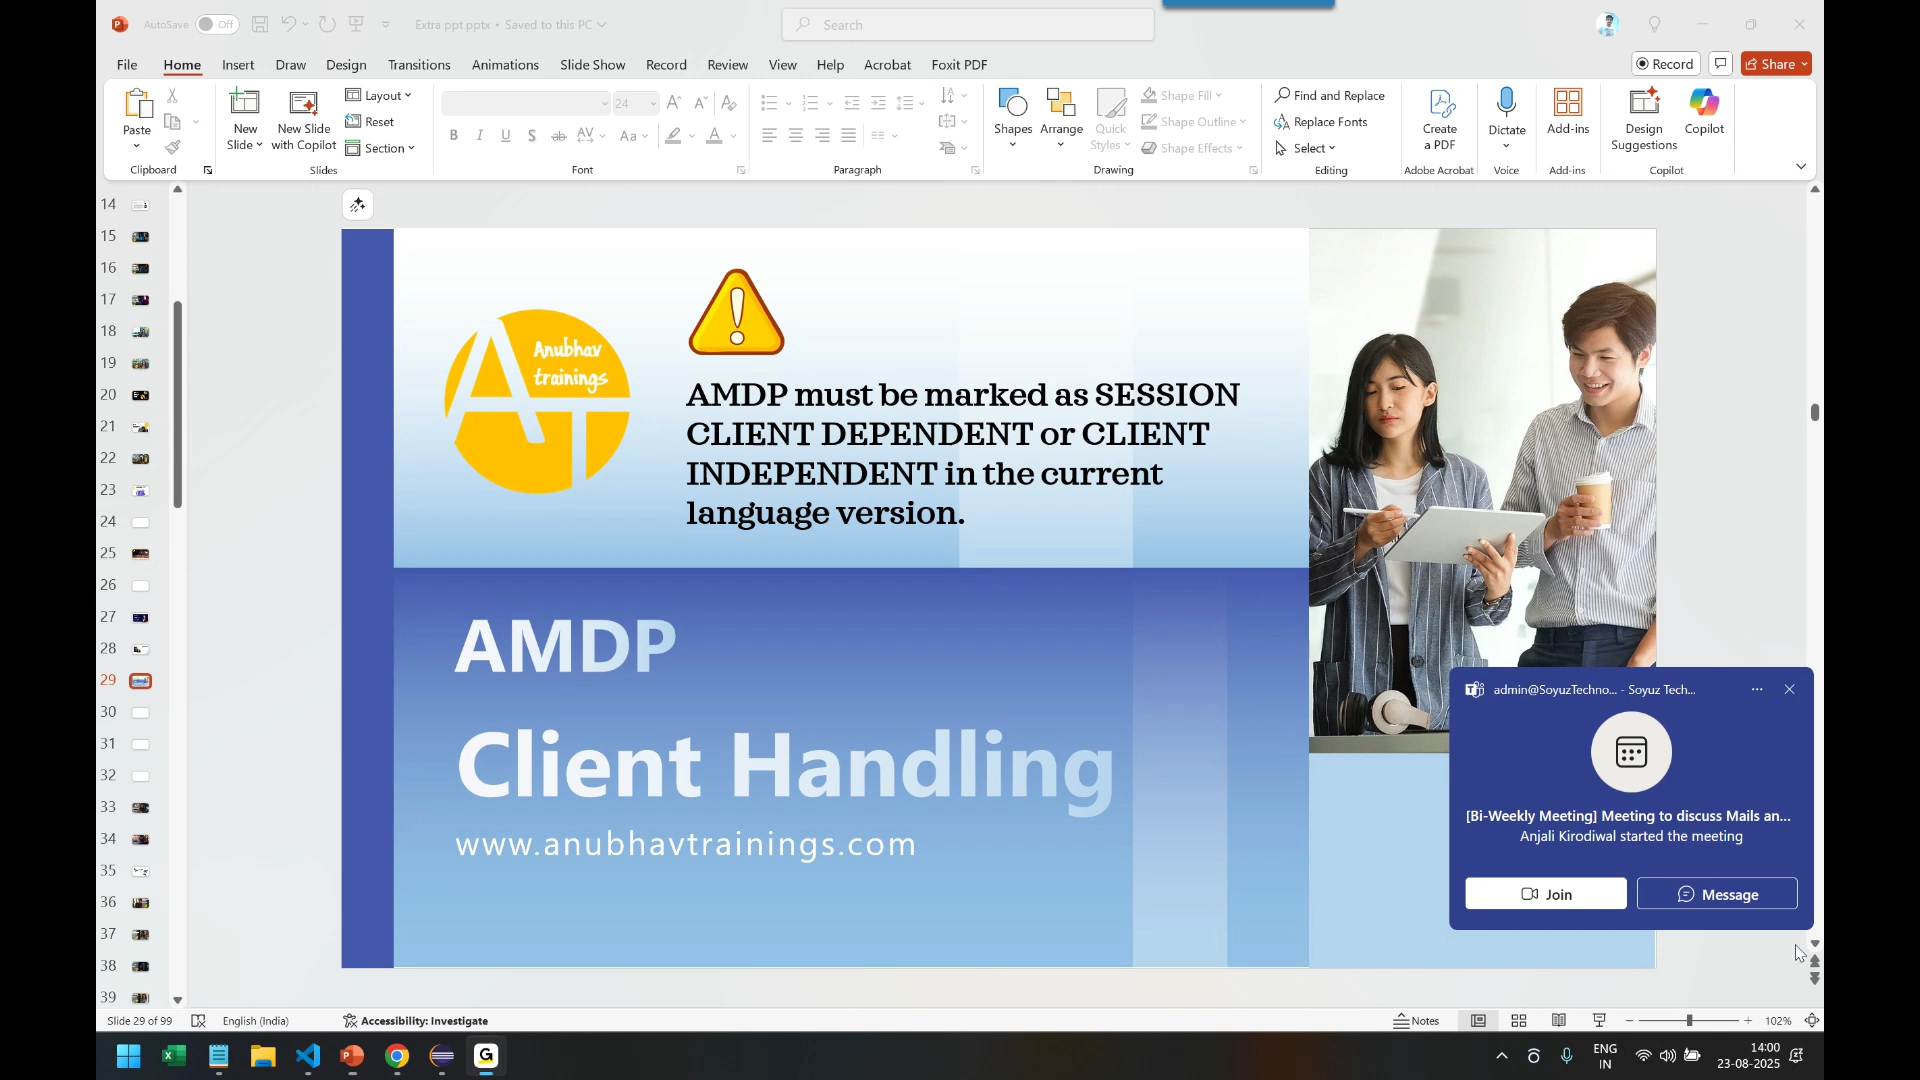 AutoSave Off Extra ppt.pptx • Saved to this PC Search
File Home Insert Draw Design Transitions Animations Slide Show Record Review View Help Acrobat Foxit PDF Record Share
Paste New Slide New Slide with Copilot Layout Reset Section 24 Aa Shapes Arrange Quick Styles Shape Fill Shape Outline Shape Effects Find and Replace Replace Fonts Select Create a PDF Dictate Add-ins Design Suggestions Copilot
Clipboard Slides Font Paragraph Drawing Editing Adobe Acrobat Voice Add-ins Copilot
14
15
16
17
18
19
20
21
22
23
24
25
26
27
28
29
30
31
32
33
34
35
36
37
38
39
Anubhav
trainings
AT
AMDP must be marked as SESSION
CLIENT DEPENDENT or CLIENT
INDEPENDENT in the current
language version.
AMDP
Client Handling
www.anubhavtrainings.com
admin@SoyuzTechno... - Soyuz Tech...
[Bi-Weekly Meeting] Meeting to discuss Mails an...
Anjali Kirodiwal started the meeting
Join Message
Slide 29 of 99 English (India) Accessibility: Investigate Notes 102%
ENG 14:00
IN 23-08-2025